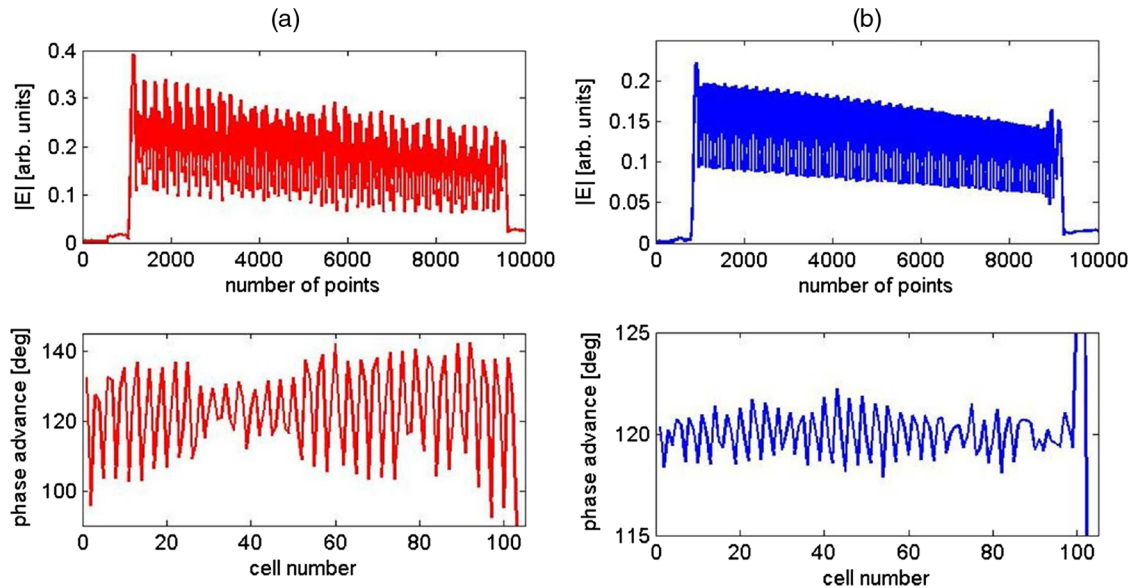 (a)
(b)
|E| [arb. units]
0.4
0.3
0.2
0.1
0
0 2000 4000 6000 8000 10000
number of points
|E| [arb. units]
0.2
0.15
0.1
0.05
0
0 2000 4000 6000 8000 10000
number of points
phase advance [deg]
140
120
100
0 20 40 60 80 100
cell number
phase advance [deg]
125
120
115
0 20 40 60 80 100
cell number